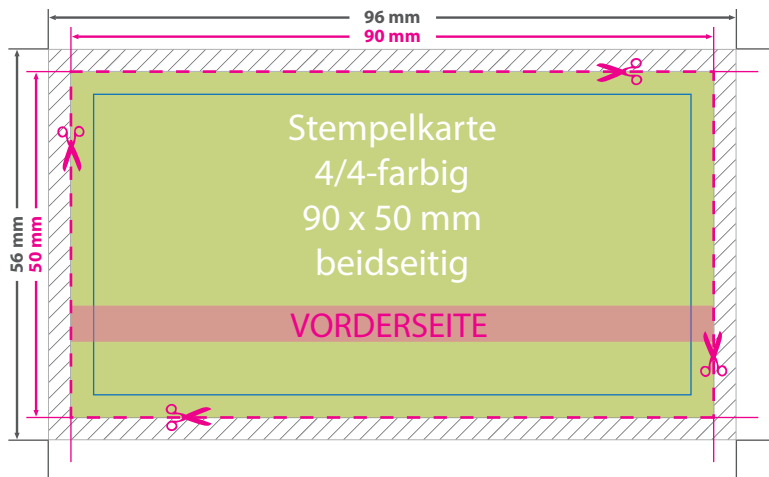 96 mm
90 mm
56 mm
50 mm
Stempelkarte
4/4-farbig
90 x 50 mm
beidseitig
VORDERSEITE